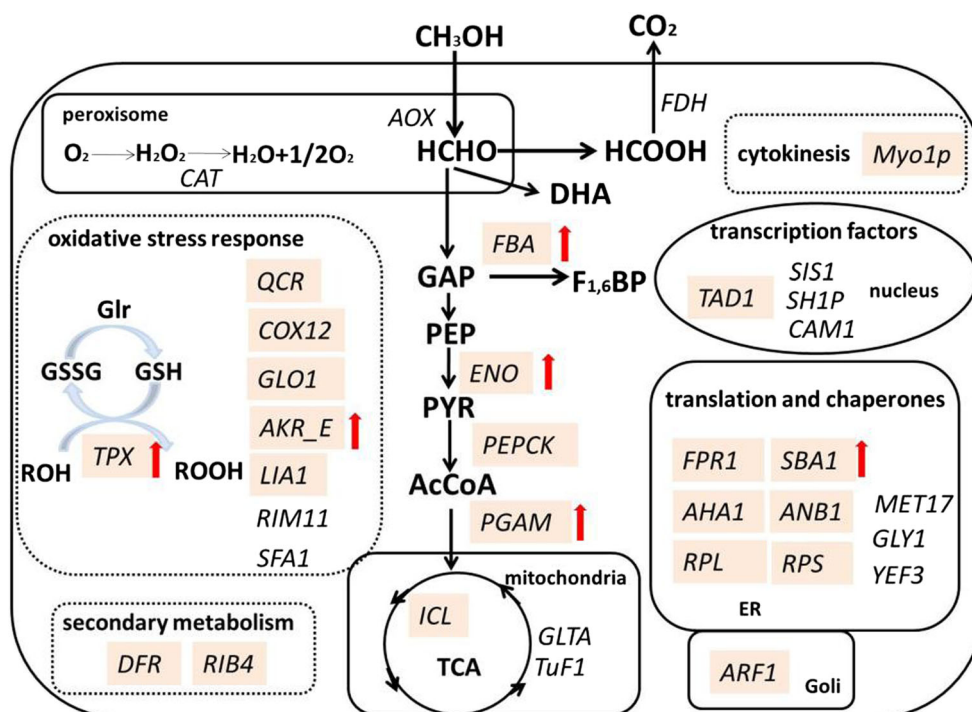 CH₃OH
CO₂
peroxisome
AOX
FDH
O₂ → H₂O₂ → H₂O+1/2O₂
CAT
HCHO
HCOOH
DHA
cytokinesis Myo1p
oxidative stress response
QCR
COX12
GLO1
AKR_E
LIA1
RIM11
SFA1
Glr
GSSG
GSH
TPX
ROH
ROOH
FBA
GAP
F₁,₆BP
PEP
ENO
PYR
PEPCK
AcCoA
PGAM
transcription factors
TAD1
SIS1
SH1P
CAM1
nucleus
translation and chaperones
FPR1 SBA1
AHA1 ANB1
RPL RPS
MET17
GLY1
YEF3
ER
secondary metabolism
DFR RIB4
mitochondria
ICL
TCA
GLTA
TuF1
ARF1
Goli